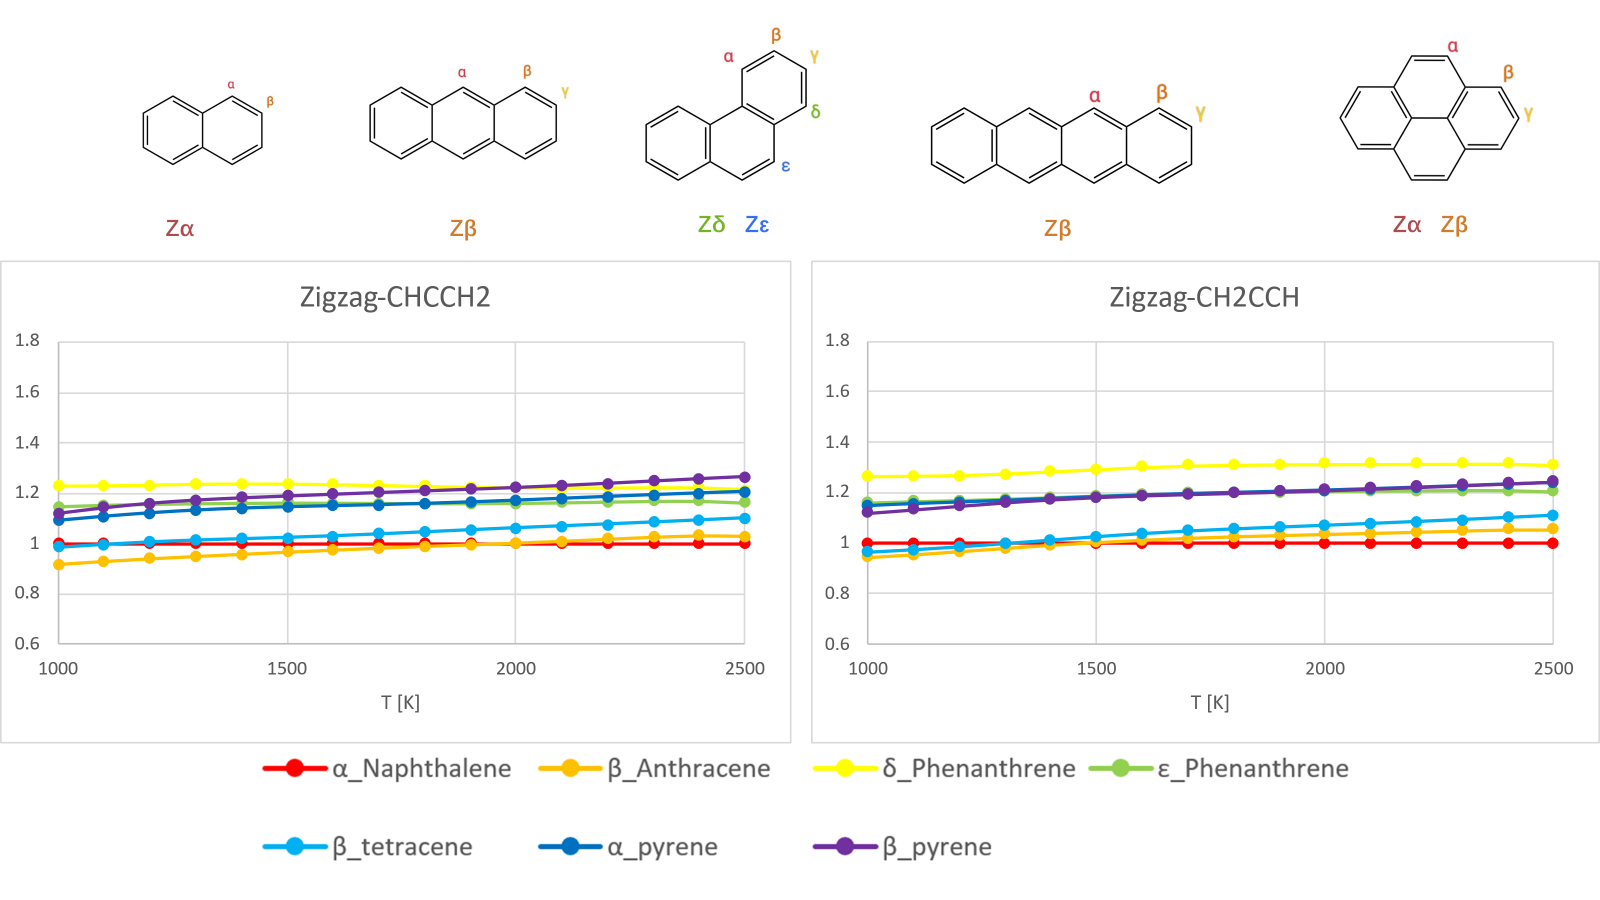 α β
α β γ
α β γ δ ε
α β γ
α β γ
Zα Zβ Zδ Zε Zβ Zα Zβ
Zigzag-CHCCH2
1.8
1.6
1.4
1.2
1
0.8
0.6
1000 1500 2000 2500
T [K]
Zigzag-CH2CCH
1.8
1.6
1.4
1.2
1
0.8
0.6
1000 1500 2000 2500
T [K]
α_Naphthalene β_Anthracene δ_Phenanthrene ε_Phenanthrene
β_tetracene α_pyrene β_pyrene